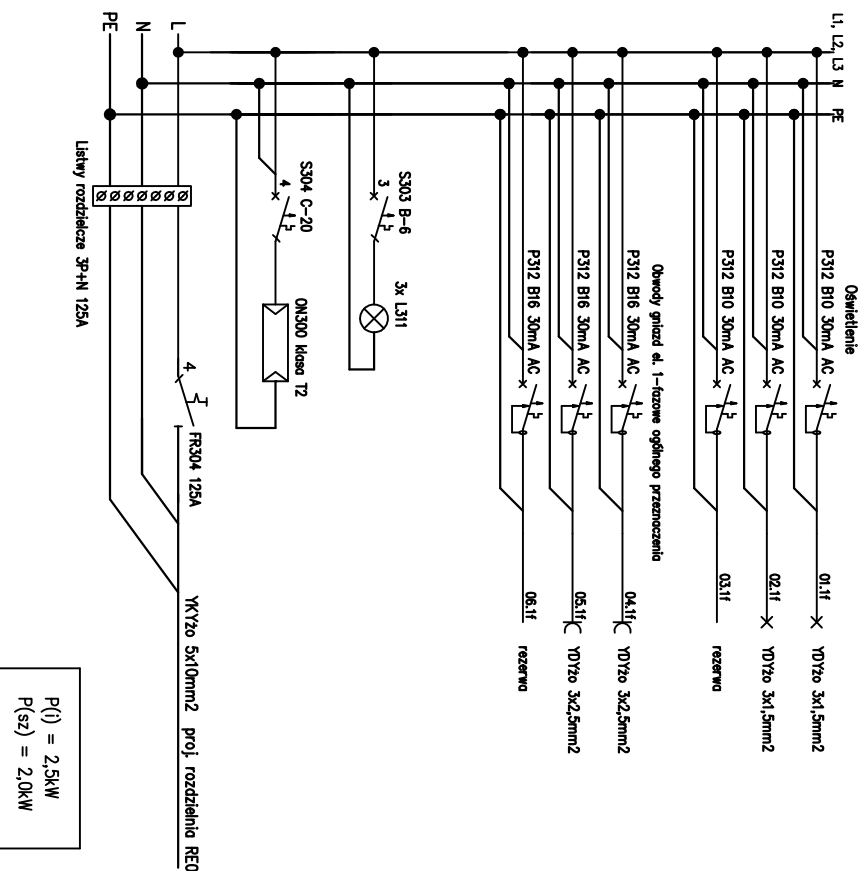 L1, L2, L3
N
PE
L
N
PE
Oświetlenie
P312 B10 30mA AC
01.1f
YDYżo 3x1,5mm2
P312 B10 30mA AC
02.1f
YDYżo 3x1,5mm2
P312 B10 30mA AC
03.1f
rezerwa
Obwody gniazd el. 1-fazowe ogólnego przeznaczenia
P312 B16 30mA AC
04.1f
YDYżo 3x2,5mm2
P312 B16 30mA AC
05.1f
YDYżo 3x2,5mm2
P312 B16 30mA AC
06.1f
rezerwa
S303 B-6
3
3x L311
S304 C-20
4
ON300 klasa T2
4
FR304 125A
Listwy rozdzielcze 3P+N 125A
YKYżo 5x10mm2 proj. rozdzielnia RE0
P(i) = 2,5kW
P(sz) = 2,0kW